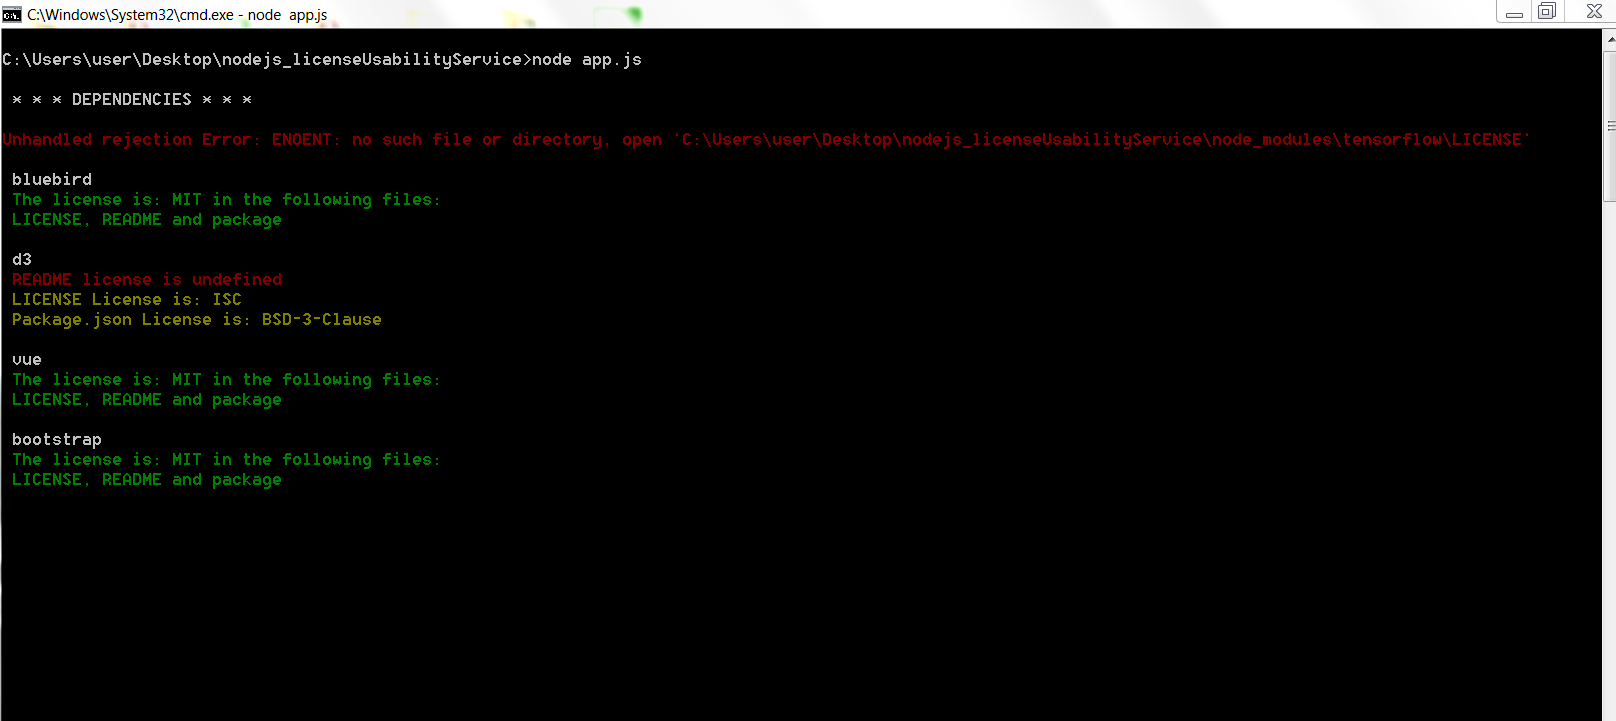 C:\Windows\System32\cmd.exe - node  app.js
C:\Users\user\Desktop\nodejs_licenseUsabilityService>node app.js
* * * DEPENDENCIES * * *
Unhandled rejection Error: ENOENT: no such file or directory, open 'C:\Users\user\Desktop\nodejs_licenseUsabilityService\node_modules\tensorflow\LICENSE'
bluebird
The license is: MIT in the following files:
LICENSE, README and package
d3
README license is undefined
LICENSE License is: ISC
Package.json License is: BSD-3-Clause
vue
The license is: MIT in the following files:
LICENSE, README and package
bootstrap
The license is: MIT in the following files:
LICENSE, README and package